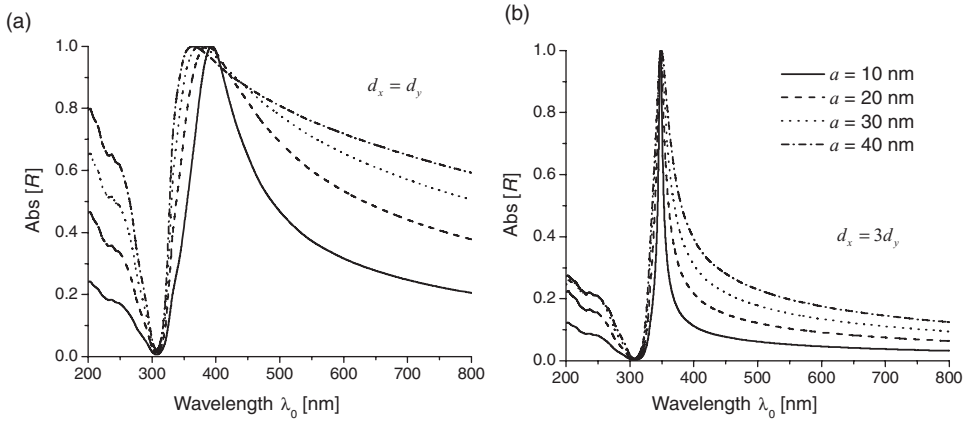 (a)
1.0
0.8
0.6
0.4
0.2
0.0
Abs [R]
d_x = d_y
200 300 400 500 600 700 800
Wavelength λ_0 [nm]
(b)
1.0
0.8
0.6
0.4
0.2
0.0
Abs [R]
a = 10 nm
a = 20 nm
a = 30 nm
a = 40 nm
d_x = 3d_y
200 300 400 500 600 700 800
Wavelength λ_0 [nm]